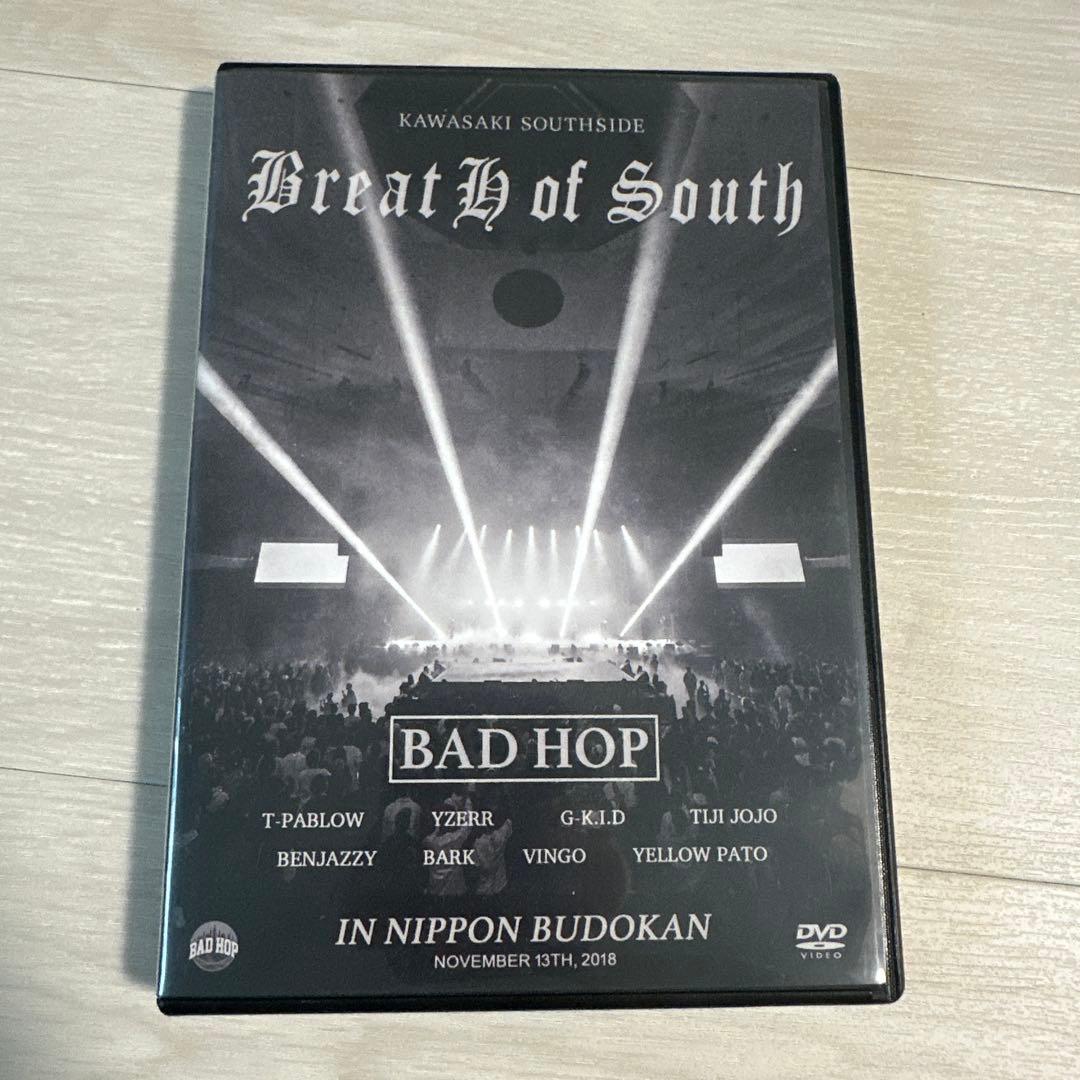 KAWASAKI SOUTHSIDE
BreatH of South
BAD HOP
T-PABLOW YZERR G-K.I.D TIJI JOJO
BENJAZZY BARK VINGO YELLOW PATO
IN NIPPON BUDOKAN
NOVEMBER 13TH, 2018
BAD HOP
DVD
VIDEO